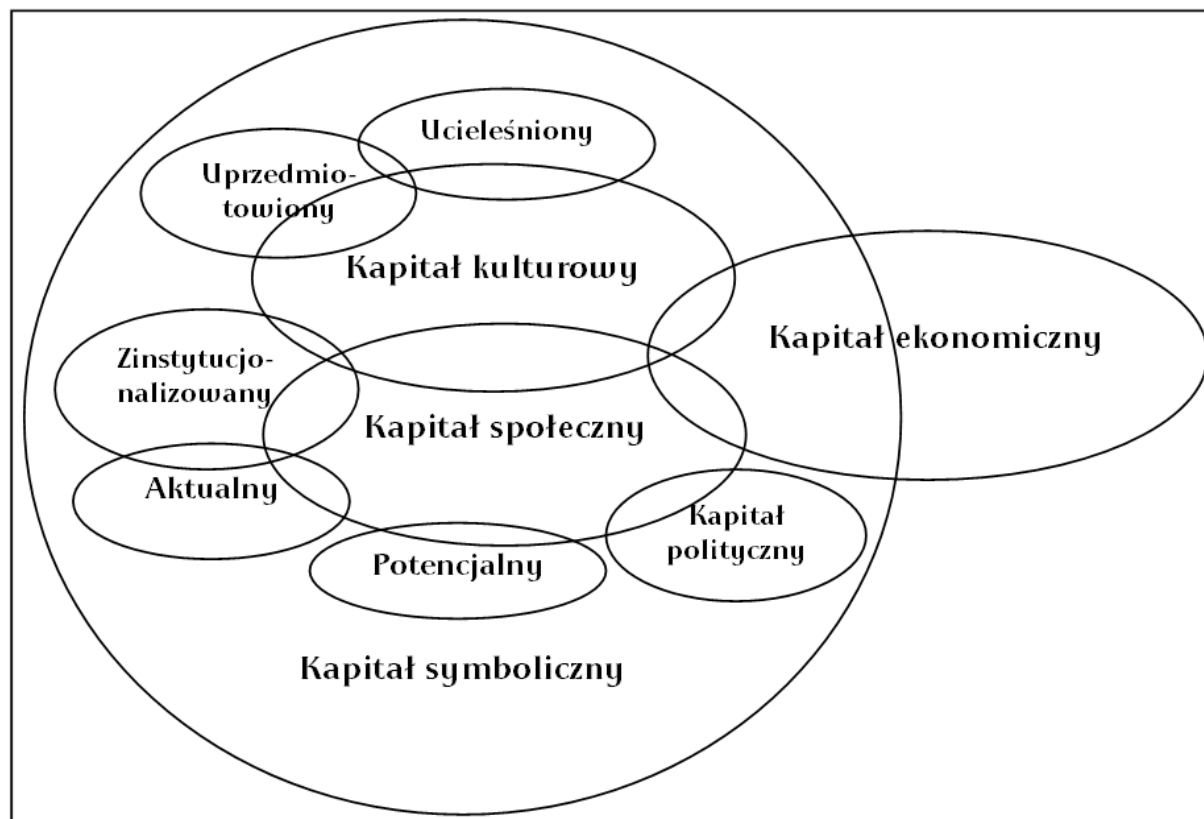 Ucieleśniony
Uprzedmio-
towiony
Kapitał kulturowy
Kapitał ekonomiczny
Zinstytucjo-
nalizowany
Kapitał społeczny
Aktualny
Kapitał
polityczny
Potencjalny
Kapitał symboliczny